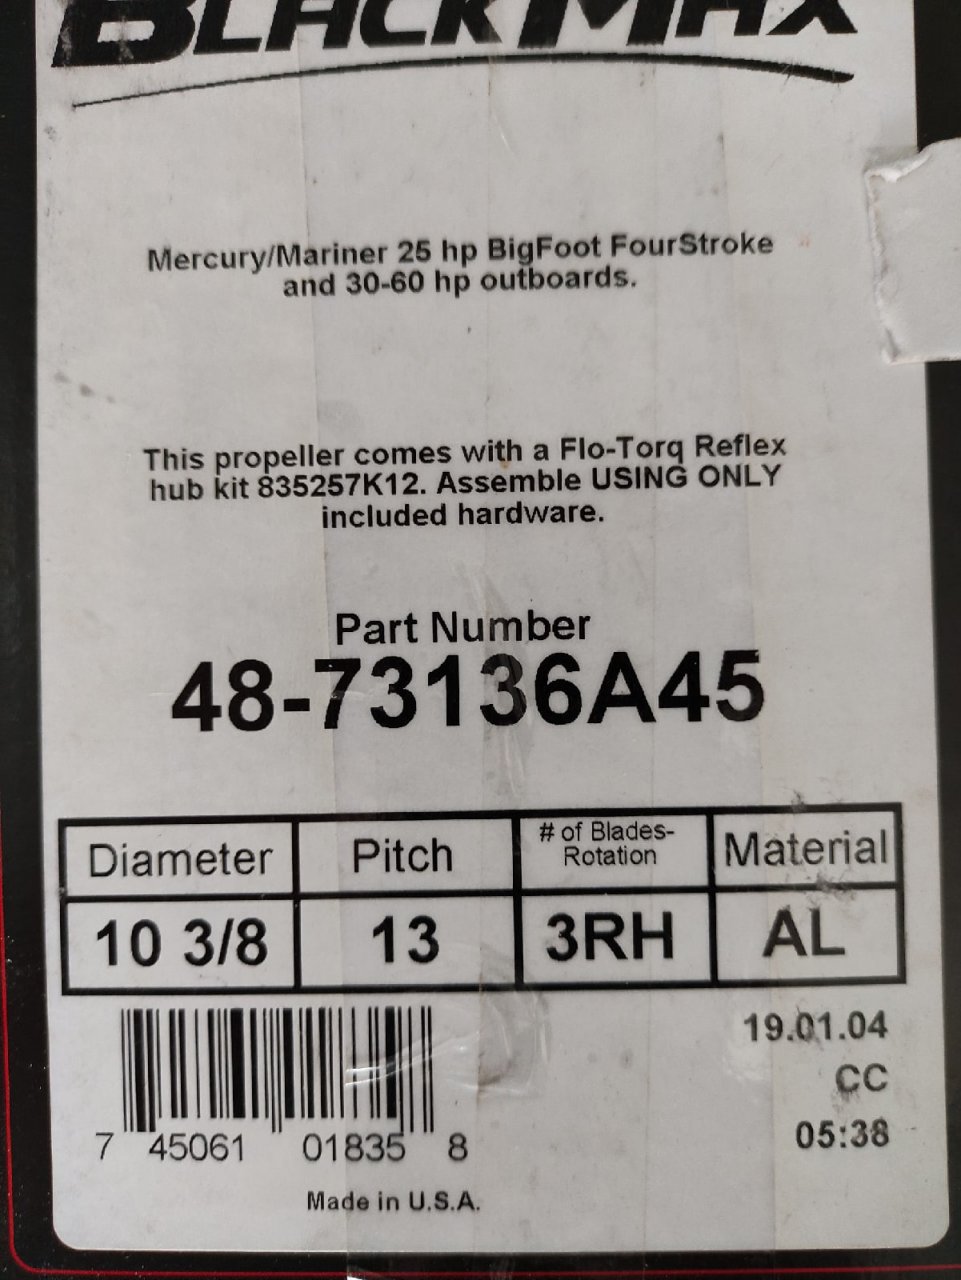 BLACKMAX
Mercury/Mariner 25 hp BigFoot FourStroke
and 30-60 hp outboards.
This propeller comes with a Flo-Torq Reflex
hub kit 835257K12. Assemble USING ONLY
included hardware.
Part Number
48-73136A45
Diameter Pitch # of Blades- Material
Rotation
10 3/8 13 3RH AL
19.01.04
CC
05:38
7 45061 01835 8
Made in U.S.A.